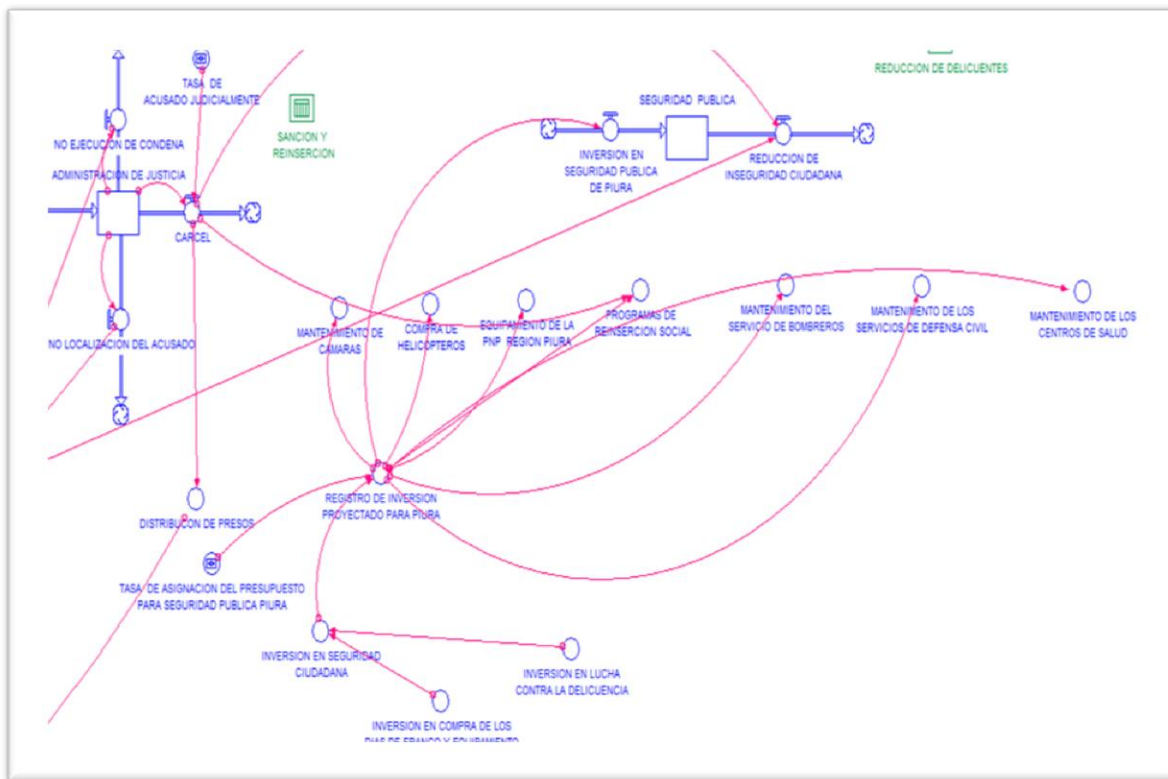 REDUCCION DE DELICUENTES
TASA DE
ACUSADO JUDICIALMENTE
SEGURIDAD PUBLICA
SANCION Y
REINSERCION
NO EJECUCION DE CONDENA
INVERSION EN
SEGURIDAD PUBLICA
DE PIURA
REDUCCION DE
INSEGURIDAD CIUDADANA
ADMINISTRACION DE JUSTICIA
CARCEL
MANTENIMIENTO DE
CAMARAS
COMPRA DE
HELICOPTEROS
EQUIPAMIENTO DE LA
PNP REGION PIURA
PROGRAMAS DE
REINSERCION SOCIAL
MANTENIMIENTO DEL
SERVICIO DE BOMBREROS
MANTENIMIENTO DE LOS
SERVICIOS DE DEFENSA CIVIL
MANTENIMIENTO DE LOS
CENTROS DE SALUD
NO LOCALIZACION DEL ACUSADO
REGISTRO DE INVERSION
PROYECTADO PARA PIURA
DISTRIBUCON DE PRESOS
TASA DE ASIGNACION DEL PRESUPUESTO
PARA SEGURIDAD PUBLICA PIURA
INVERSION EN SEGURIDAD
CIUDADANA
INVERSION EN LUCHA
CONTRA LA DELICUENCIA
INVERSION EN COMPRA DE LOS
DIAS DE FRANCO Y EQUIPAMIENTO